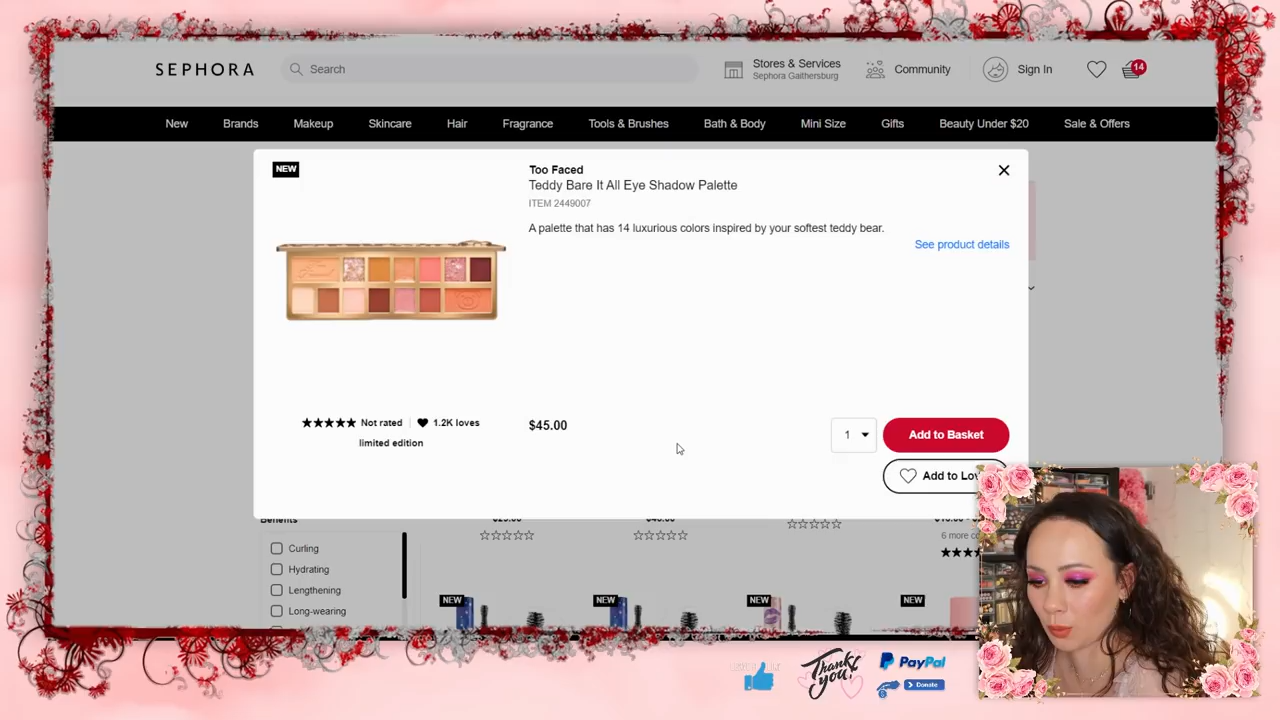 SEPHORA
Search
Stores & Services
Sephora Gaithersburg
Community
Sign In
14
New
Brands
Makeup
Skincare
Hair
Fragrance
Tools & Brushes
Bath & Body
Mini Size
Gifts
Beauty Under $20
Sale & Offers
NEW
Too Faced
Teddy Bare It All Eye Shadow Palette
ITEM 2449007
A palette that has 14 luxurious colors inspired by your softest teddy bear.
See product details
Not rated
1.2K loves
limited edition
$45.00
1
Add to Basket
Add to Lov
Benefits
6 more co
Curling
Hydrating
Lengthening
Long-wearing
NEW
NEW
NEW
NEW
Thank
you!
PayPal
Donate